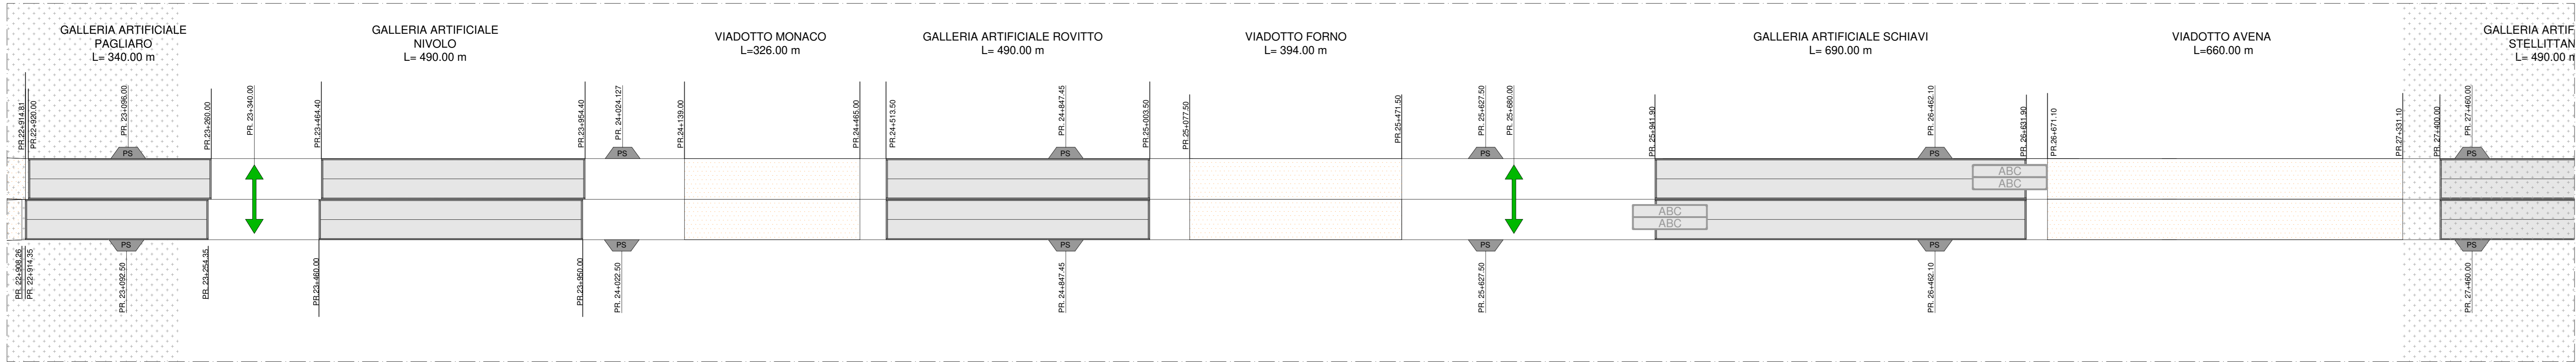 GALLERIA ARTIFICIALE
PAGLIARO
L= 340.00 m
GALLERIA ARTIFICIALE
NIVOLO
L= 490.00 m
VIADOTTO MONACO
L=326.00 m
GALLERIA ARTIFICIALE ROVITTO
L= 490.00 m
VIADOTTO FORNO
L= 394.00 m
GALLERIA ARTIFICIALE SCHIAVI
L= 690.00 m
VIADOTTO AVENA
L=660.00 m
GALLERIA ARTIF
STELLITTAN
L= 490.00 m
PR.22+914.81
PR.22+920.00
PR. 23+096.00
PR.23+260.00
PR. 23+340.00
PR.23+464.40
PR.23+954.40
PR. 24+024.127
PR.24+139.00
PR.24+465.00
PR.24+513.50
PR. 24+847.45
PR.25+003.50
PR.25+077.50
PR.25+471.50
PR. 25+627.50
PR. 25+680.00
PR. 25+941.90
PR. 26+462.10
PR. 26+631.90
PR.26+671.10
PR.27+331.10
PR. 27+400.00
PR. 27+460.00
PS
PS
PS
PS
PS
PS
ABC
ABC
ABC
ABC
PS
PS
PS
PS
PS
PS
PR. 22+908.26
PR. 22+914.35
PR. 23+092.50
PR. 23+254.35
PR.23+460.00
PR.23+950.00
PR. 24+022.50
PR. 24+847.45
PR. 25+627.50
PR. 26+462.10
PR. 27+460.00